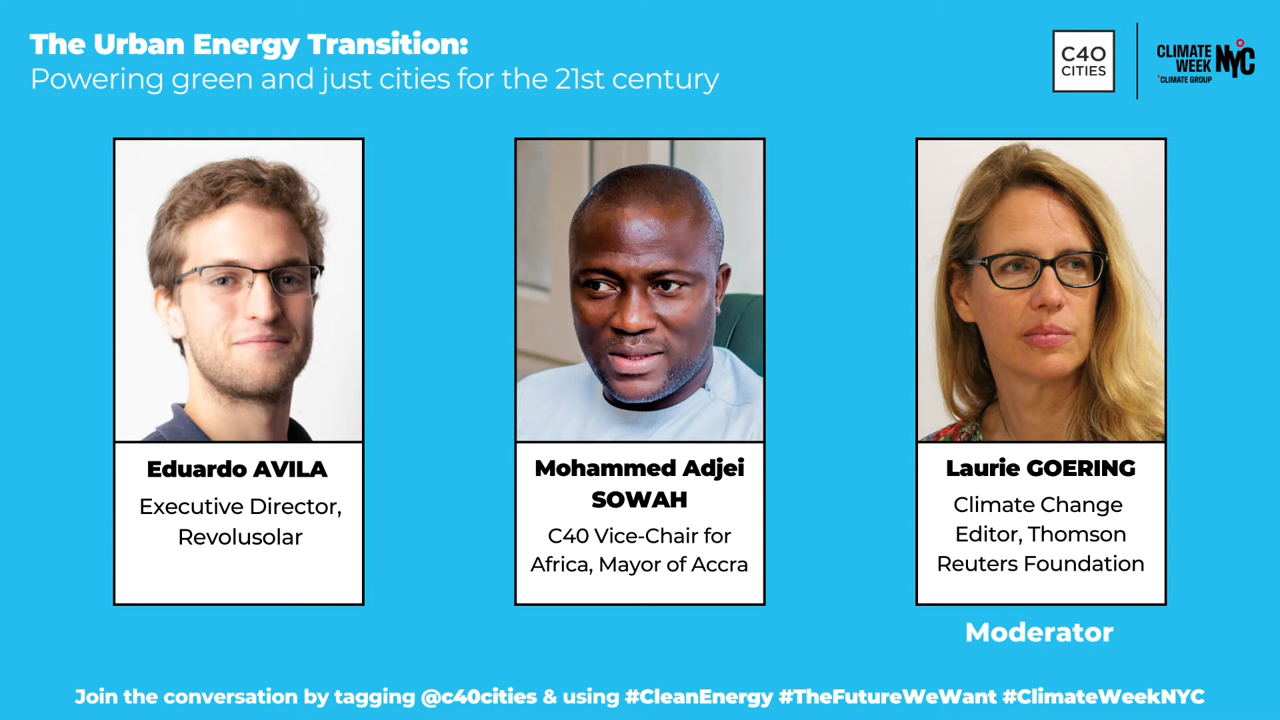 The Urban Energy Transition:
Powering green and just cities for the 21st century
C40
CITIES
CLIMATE
WEEK NYC
°CLIMATE GROUP
Eduardo AVILA
Executive Director,
Revolusolar
Mohammed Adjei
SOWAH
C40 Vice-Chair for
Africa, Mayor of Accra
Laurie GOERING
Climate Change
Editor, Thomson
Reuters Foundation
Moderator
Join the conversation by tagging @c40cities & using #CleanEnergy #TheFutureWeWant #ClimateWeekNYC